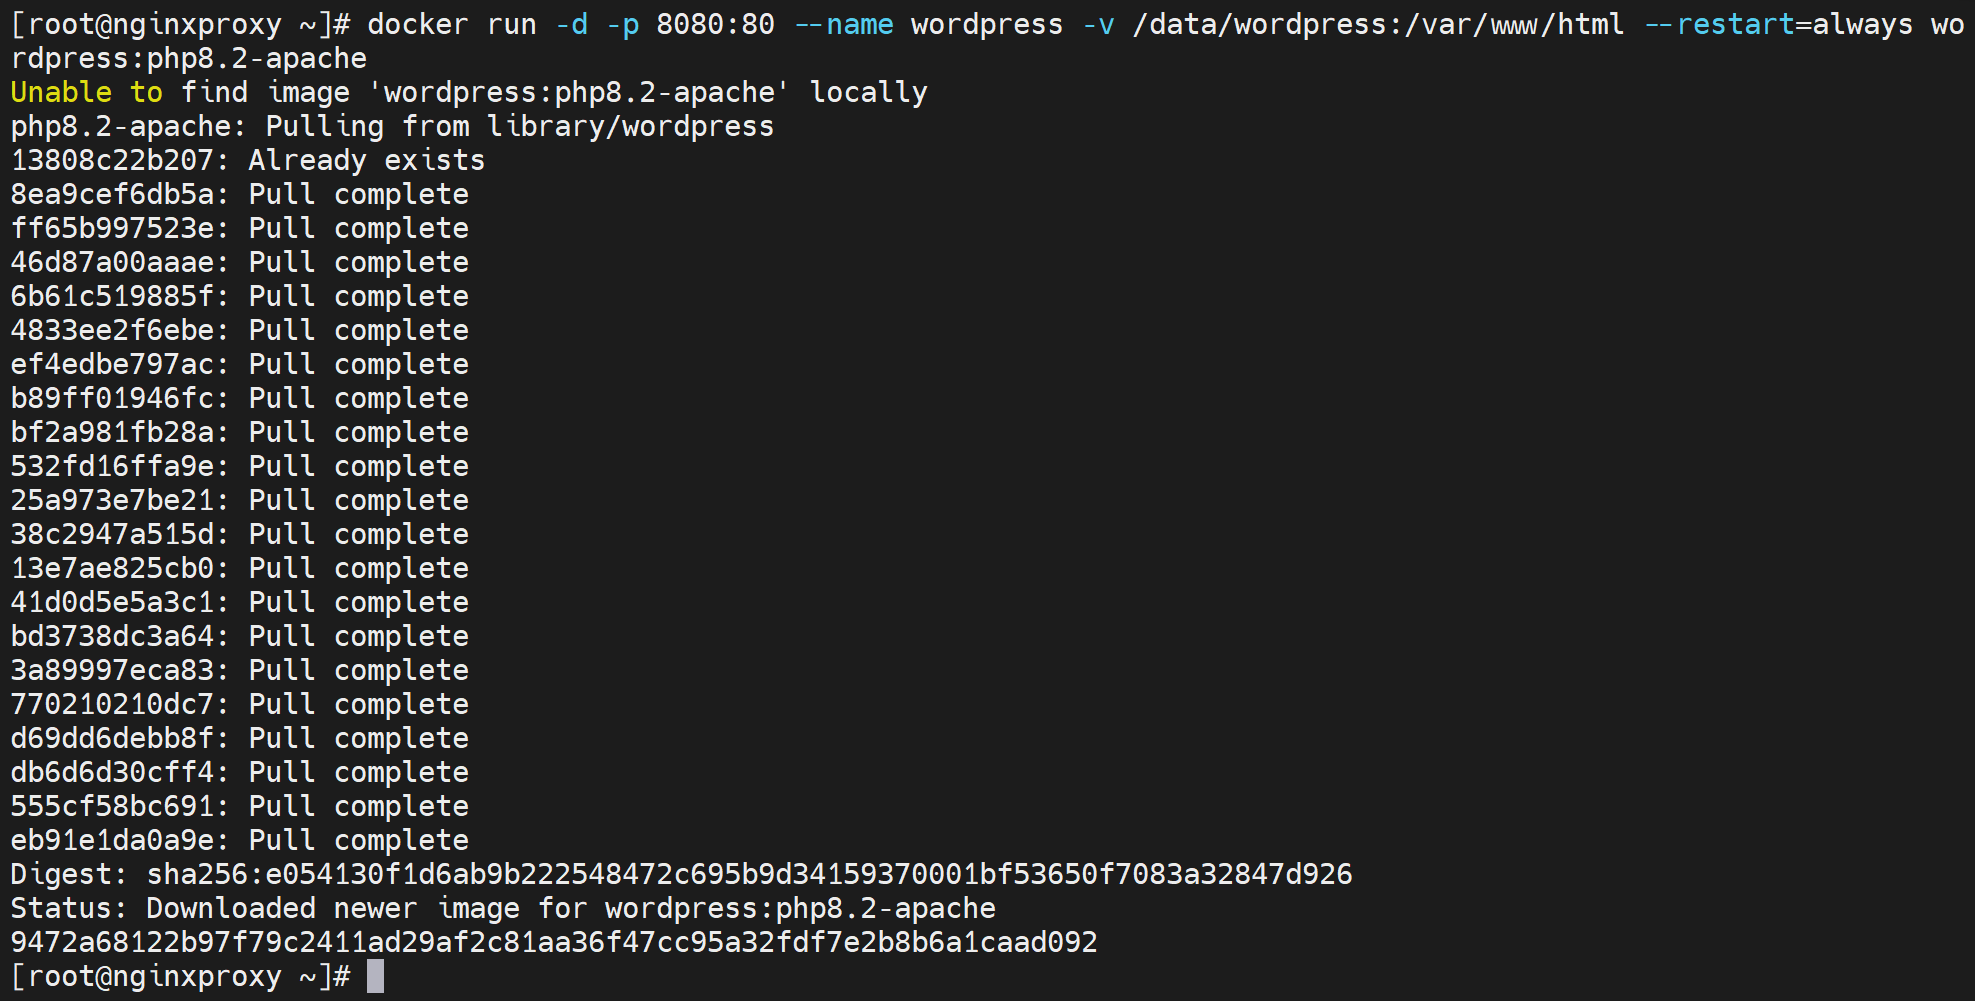 [root@nginxproxy ~]# docker run -d -p 8080:80 --name wordpress -v /data/wordpress:/var/www/html --restart=always wo
rdpress:php8.2-apache
Unable to find image 'wordpress:php8.2-apache' locally
php8.2-apache: Pulling from library/wordpress
13808c22b207: Already exists
8ea9cef6db5a: Pull complete
ff65b997523e: Pull complete
46d87a00aaae: Pull complete
6b61c519885f: Pull complete
4833ee2f6ebe: Pull complete
ef4edbe797ac: Pull complete
b89ff01946fc: Pull complete
bf2a981fb28a: Pull complete
532fd16ffa9e: Pull complete
25a973e7be21: Pull complete
38c2947a515d: Pull complete
13e7ae825cb0: Pull complete
41d0d5e5a3c1: Pull complete
bd3738dc3a64: Pull complete
3a89997eca83: Pull complete
770210210dc7: Pull complete
d69dd6debb8f: Pull complete
db6d6d30cff4: Pull complete
555cf58bc691: Pull complete
eb91e1da0a9e: Pull complete
Digest: sha256:e054130f1d6ab9b222548472c695b9d34159370001bf53650f7083a32847d926
Status: Downloaded newer image for wordpress:php8.2-apache
9472a68122b97f79c2411ad29af2c81aa36f47cc95a32fdf7e2b8b6a1caad092
[root@nginxproxy ~]#